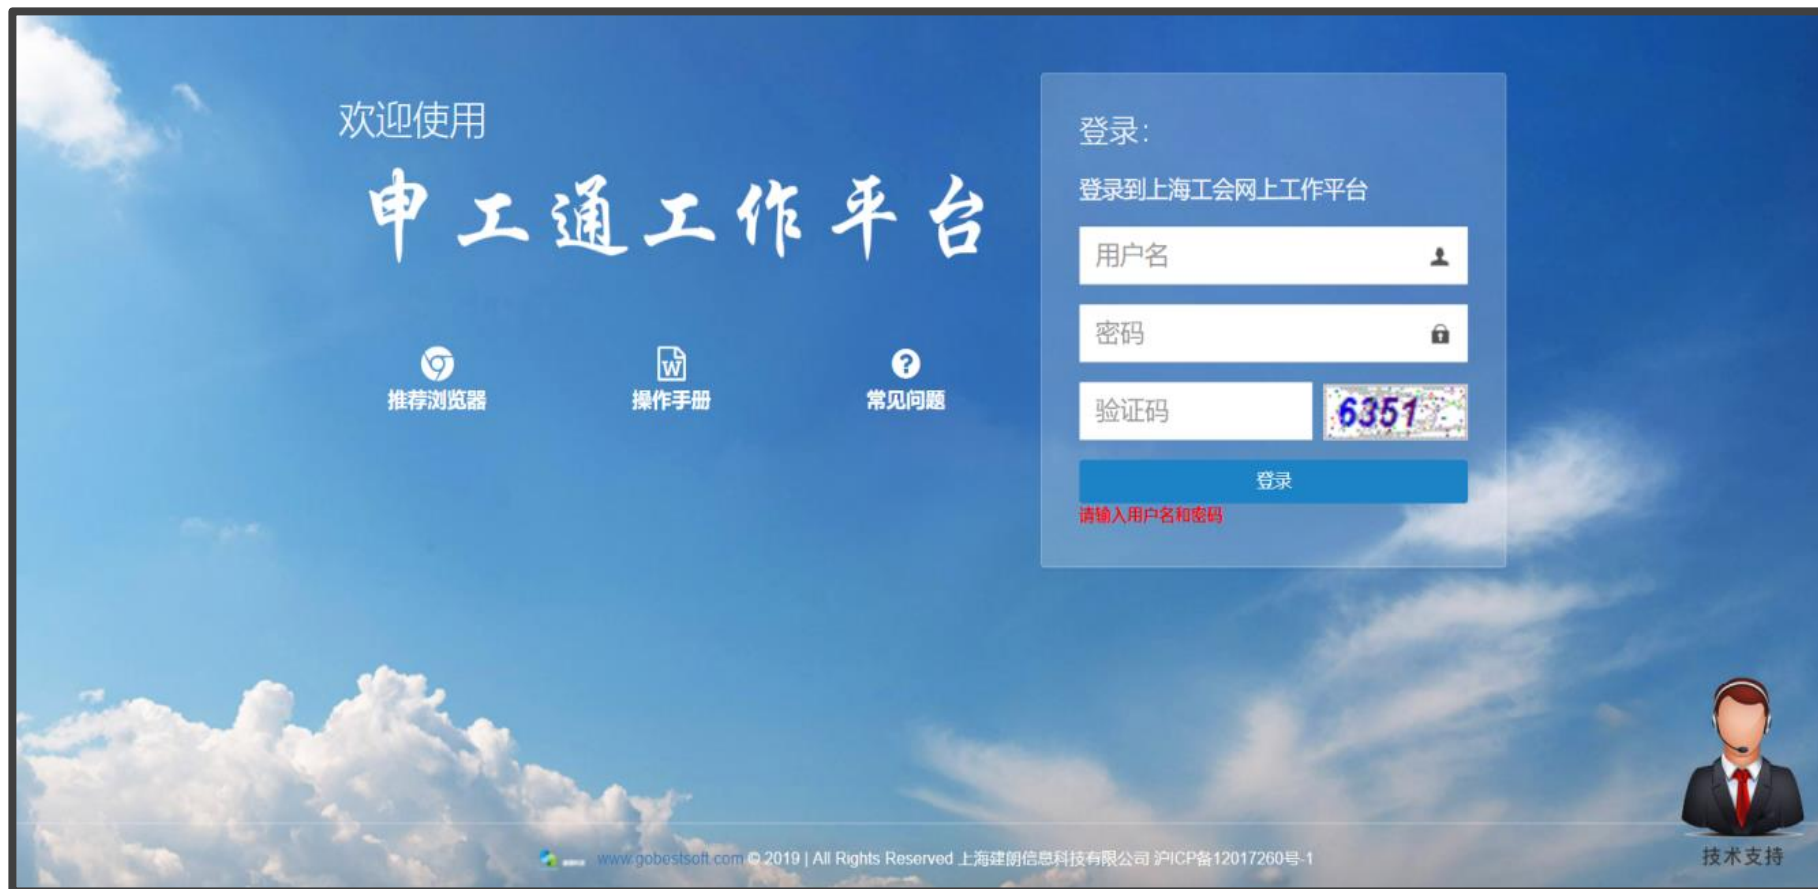 欢迎使用
申工通工作平台
推荐浏览器
操作手册
常见问题
登录：
登录到上海工会网上工作平台
用户名
密码
验证码
6351
登录
请输入用户名和密码
技术支持
www.gobestsoft.com © 2019 | All Rights Reserved 上海建朗信息科技有限公司 沪ICP备12017260号-1